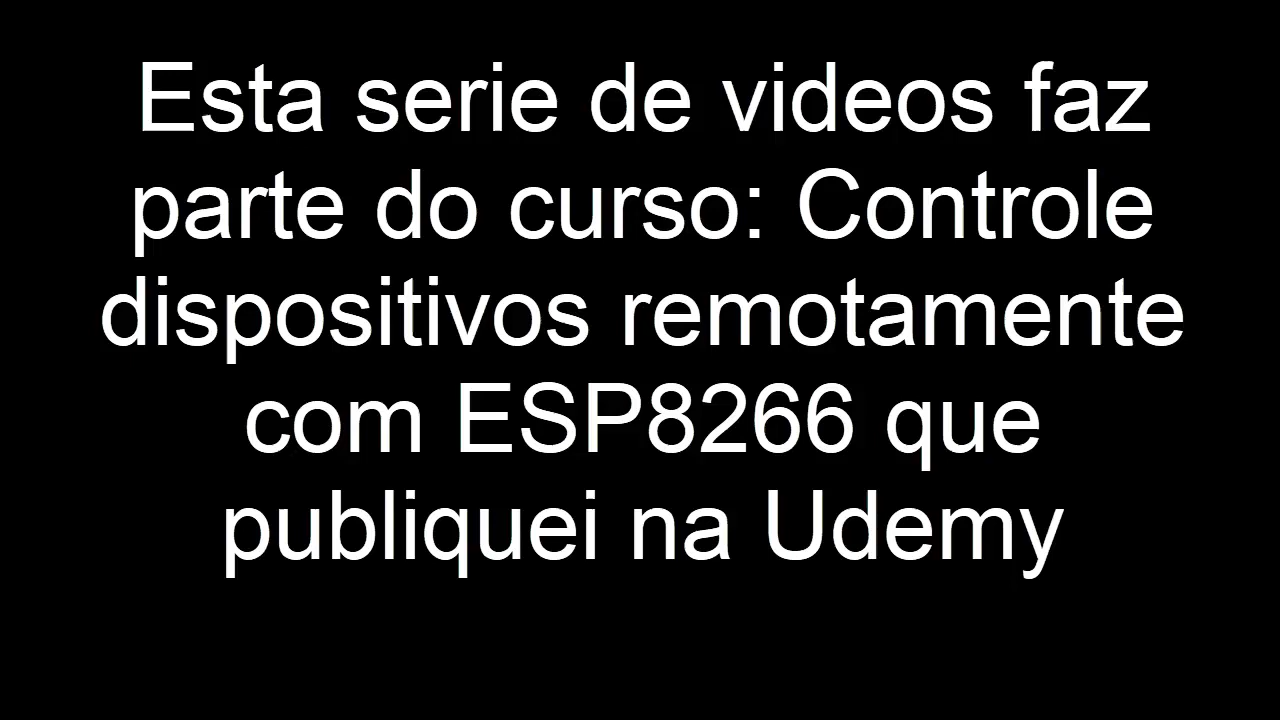 Esta serie de videos faz
parte do curso: Controle
dispositivos remotamente
com ESP8266 que
publiquei na Udemy